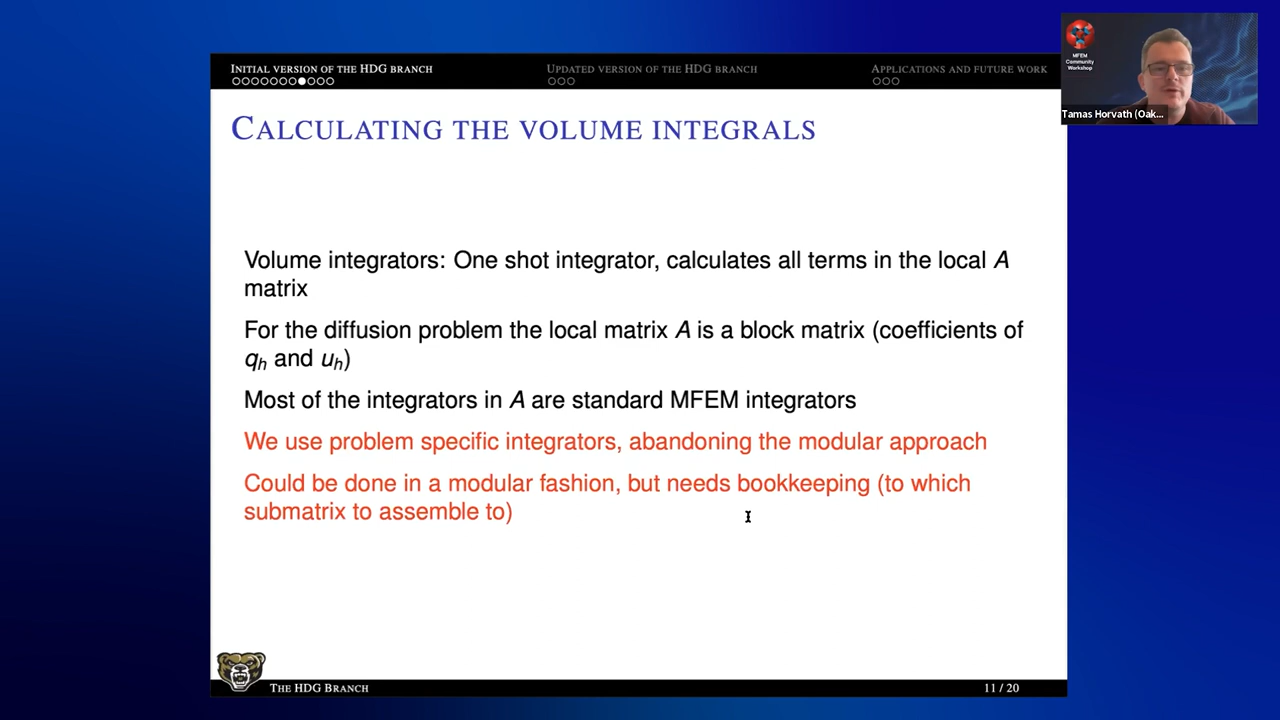 INITIAL VERSION OF THE HDG BRANCH
UPDATED VERSION OF THE HDG BRANCH
APPLICATIONS AND FUTURE WORK
CALCULATING THE VOLUME INTEGRALS
Volume integrators: One shot integrator, calculates all terms in the local A
matrix
For the diffusion problem the local matrix A is a block matrix (coefficients of
qh and uh)
Most of the integrators in A are standard MFEM integrators
We use problem specific integrators, abandoning the modular approach
Could be done in a modular fashion, but needs bookkeeping (to which
submatrix to assemble to)
THE HDG BRANCH
11 / 20
MFEM
Community
Workshop
Tamas Horvath (Oak...